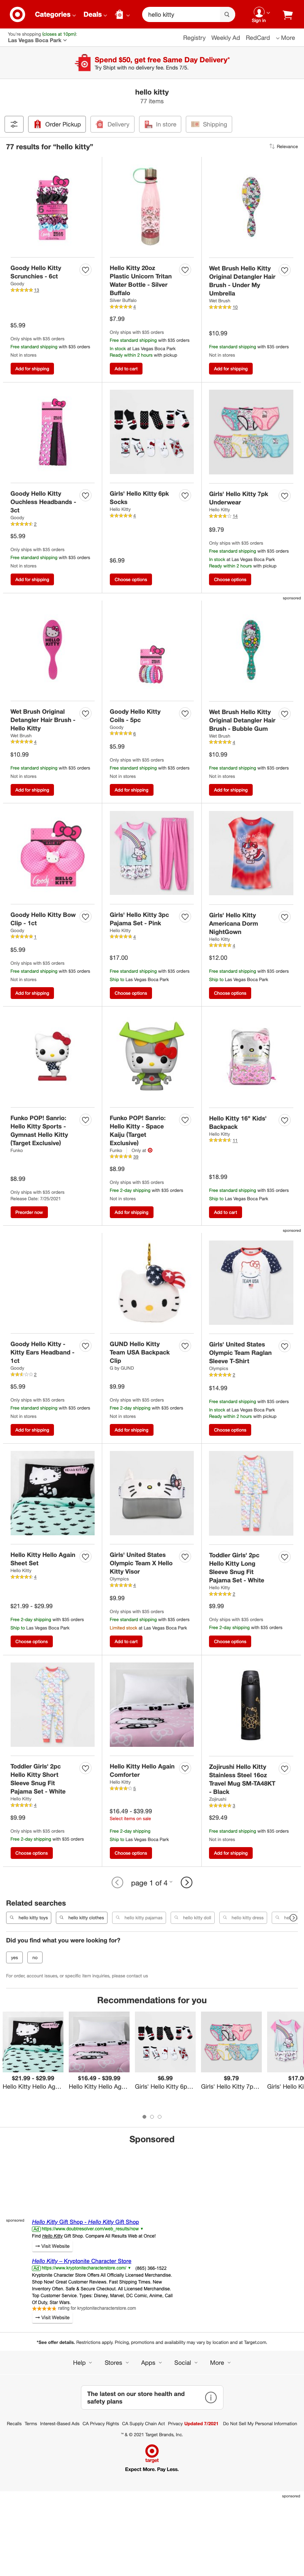 Categories
Deals
hello kitty
Sign in
You're shopping (closes at 10pm):
Las Vegas Boca Park
Registry Weekly Ad RedCard More
Spend $50, get free Same Day Delivery*
Try Shipt with no delivery fee. Ends 7/5.
hello kitty
77 items
Order Pickup
Delivery
In store
Shipping
77 results for “hello kitty”
Relevance
Goody Hello Kitty Scrunchies - 6ct
Goody
13
$5.99
Only ships with $35 orders
Free standard shipping with $35 orders
Not in stores
Add for shipping
Hello Kitty 20oz Plastic Unicorn Tritan Water Bottle - Silver Buffalo
Silver Buffalo
4
$7.99
Only ships with $35 orders
Free standard shipping with $35 orders
In stock at Las Vegas Boca Park
Ready within 2 hours with pickup
Add to cart
Wet Brush Hello Kitty Original Detangler Hair Brush - Under My Umbrella
Wet Brush
10
$10.99
Free standard shipping with $35 orders
Not in stores
Add for shipping
Goody Hello Kitty Ouchless Headbands - 3ct
Goody
2
$5.99
Only ships with $35 orders
Free standard shipping with $35 orders
Not in stores
Add for shipping
Girls' Hello Kitty 6pk Socks
Hello Kitty
4
$6.99
Choose options
Girls' Hello Kitty 7pk Underwear
Hello Kitty
14
$9.79
Only ships with $35 orders
Free standard shipping with $35 orders
In stock at Las Vegas Boca Park
Ready within 2 hours with pickup
Choose options
sponsored
Wet Brush Original Detangler Hair Brush - Hello Kitty
Wet Brush
4
$10.99
Free standard shipping with $35 orders
Not in stores
Add for shipping
Goody Hello Kitty Coils - 5pc
Goody
6
$5.99
Only ships with $35 orders
Free standard shipping with $35 orders
Not in stores
Add for shipping
Wet Brush Hello Kitty Original Detangler Hair Brush - Bubble Gum
Wet Brush
4
$10.99
Free standard shipping with $35 orders
Not in stores
Add for shipping
Goody Hello Kitty Bow Clip - 1ct
Goody
1
$5.99
Only ships with $35 orders
Free standard shipping with $35 orders
Not in stores
Add for shipping
Girls' Hello Kitty 3pc Pajama Set - Pink
Hello Kitty
4
$17.00
Free standard shipping with $35 orders
Ship to Las Vegas Boca Park
Choose options
Girls' Hello Kitty Americana Dorm NightGown
Hello Kitty
4
$12.00
Free standard shipping with $35 orders
Ship to Las Vegas Boca Park
Choose options
Funko POP! Sanrio: Hello Kitty Sports - Gymnast Hello Kitty (Target Exclusive)
Funko
$8.99
Only ships with $35 orders
Release Date: 7/25/2021
Preorder now
Funko POP! Sanrio: Hello Kitty - Space Kaiju (Target Exclusive)
Funko Only at
39
$8.99
Only ships with $35 orders
Free 2-day shipping with $35 orders
Not in stores
Add for shipping
Hello Kitty 16" Kids' Backpack
Hello Kitty
11
$18.99
Free standard shipping with $35 orders
Ship to Las Vegas Boca Park
Add to cart
sponsored
Goody Hello Kitty - Kitty Ears Headband - 1ct
Goody
2
$5.99
Only ships with $35 orders
Free standard shipping with $35 orders
Not in stores
Add for shipping
GUND Hello Kitty Team USA Backpack Clip
G by GUND
$9.99
Only ships with $35 orders
Free 2-day shipping with $35 orders
Not in stores
Add for shipping
TEAM USA
Girls' United States Olympic Team Raglan Sleeve T-Shirt
Olympics
2
$14.99
Free standard shipping with $35 orders
In stock at Las Vegas Boca Park
Ready within 2 hours with pickup
Choose options
Hello Kitty Hello Again Sheet Set
Hello Kitty
4
$21.99 - $29.99
Free 2-day shipping with $35 orders
Ship to Las Vegas Boca Park
Choose options
Girls' United States Olympic Team X Hello Kitty Visor
Olympics
4
$9.99
Only ships with $35 orders
Free standard shipping with $35 orders
Limited stock at Las Vegas Boca Park
Add to cart
Toddler Girls' 2pc Hello Kitty Long Sleeve Snug Fit Pajama Set - White
Hello Kitty
2
$9.99
Only ships with $35 orders
Free 2-day shipping with $35 orders
Choose options
Toddler Girls' 2pc Hello Kitty Short Sleeve Snug Fit Pajama Set - White
Hello Kitty
4
$9.99
Only ships with $35 orders
Free 2-day shipping with $35 orders
Choose options
Hello Kitty Hello Again Comforter
Hello Kitty
5
$16.49 - $39.99
Select items on sale
Free 2-day shipping
Ship to Las Vegas Boca Park
Choose options
Zojirushi Hello Kitty Stainless Steel 16oz Travel Mug SM-TA48KT - Black
Zojirushi
3
$29.49
Free standard shipping with $35 orders
Not in stores
Add for shipping
page 1 of 4
Related searches
hello kitty toys
hello kitty clothes
hello kitty pajamas
hello kitty doll
hello kitty dress
Did you find what you were looking for?
yes
no
For order, account issues, or specific item inquiries, please contact us
Recommendations for you
$21.99 - $29.99
Hello Kitty Hello Ag...
$16.49 - $39.99
Hello Kitty Hello Ag...
$6.99
Girls' Hello Kitty 6p...
$9.79
Girls' Hello Kitty 7p...
$17.0
Girls' Hello Ki
Sponsored
sponsored
Hello Kitty Gift Shop - Hello Kitty Gift Shop
Ad https://www.doubtresolver.com/web_results/now
Find Hello Kitty Gift Shop. Compare All Results Web at Once!
→ Visit Website
Hello Kitty – Kryptonite Character Store
Ad https://www.kryptonitecharacterstore.com/ (865) 366-1522
Kryptonite Character Store Offers All Officially Licensed Merchandise.
Shop Now! Great Customer Reviews. Fast Shipping Times. New
Inventory Often. Safe & Secure Checkout. All Licensed Merchandise.
Top Customer Service. Types: Disney, Marvel, DC Comic, Anime, Call
Of Duty, Star Wars.
rating for kryptonitecharacterstore.com
→ Visit Website
*See offer details. Restrictions apply. Pricing, promotions and availability may vary by location and at Target.com.
Help Stores Apps Social More
The latest on our store health and safety plans
Recalls Terms Interest-Based Ads CA Privacy Rights CA Supply Chain Act Privacy Updated 7/2021 Do Not Sell My Personal Information
™ & © 2021 Target Brands, Inc.
target
Expect More. Pay Less.
sponsored